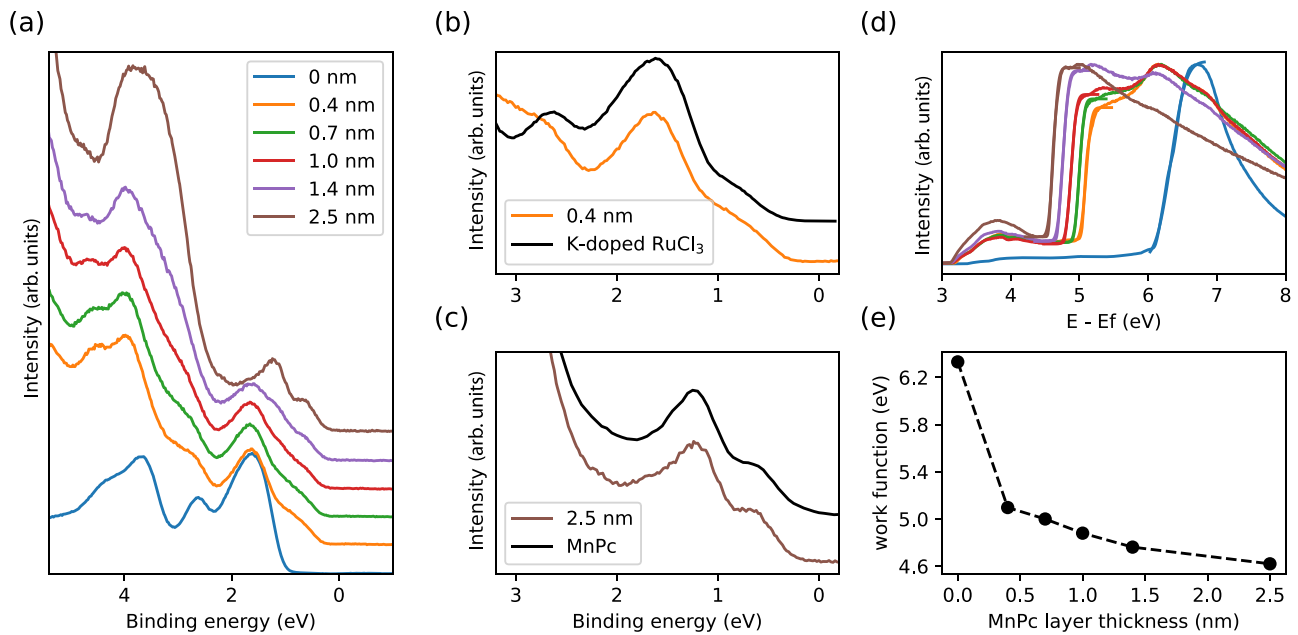 (a)
0 nm
0.4 nm
0.7 nm
1.0 nm
1.4 nm
2.5 nm
Intensity (arb. units)
4
2
0
Binding energy (eV)
(b)
0.4 nm
K-doped RuCl₃
Intensity (arb. units)
3
2
1
0
(c)
2.5 nm
MnPc
Intensity (arb. units)
3
2
1
0
Binding energy (eV)
(d)
Intensity (arb. units)
3
4
5
6
7
8
E - Ef (eV)
(e)
work function (eV)
6.2
5.8
5.4
5.0
4.6
0.0
0.5
1.0
1.5
2.0
2.5
MnPc layer thickness (nm)